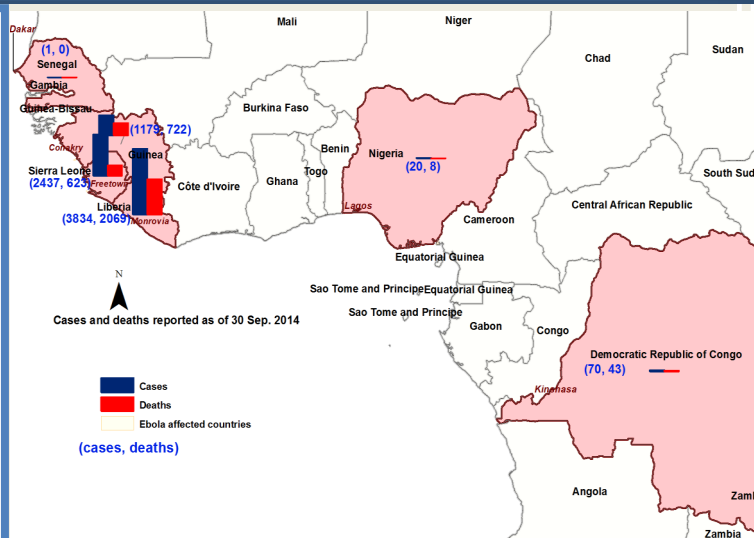 Mali
Niger
Dakar
(1, 0)
Senegal
Chad
Sudan
Gambia
Guinea-Bissau
Burkina Faso
(1179, 722)
Benin
Nigeria
(20, 8)
Conakry
Guinea
Sierra Leone
(2437, 623)
Freetown
Côte d'Ivoire
Ghana
Togo
South Sud
Liberia
(3834, 2069)
Monrovia
Lagos
Cameroon
Central African Republic
Equatorial Guinea
N
Sao Tome and Principe
Equatorial Guinea
Sao Tome and Principe
Cases and deaths reported as of 30 Sep. 2014
Gabon
Congo
Democratic Republic of Congo
(70, 43)
Kinshasa
Cases
Deaths
Ebola affected countries
(cases, deaths)
Angola
Zaml
Zambia